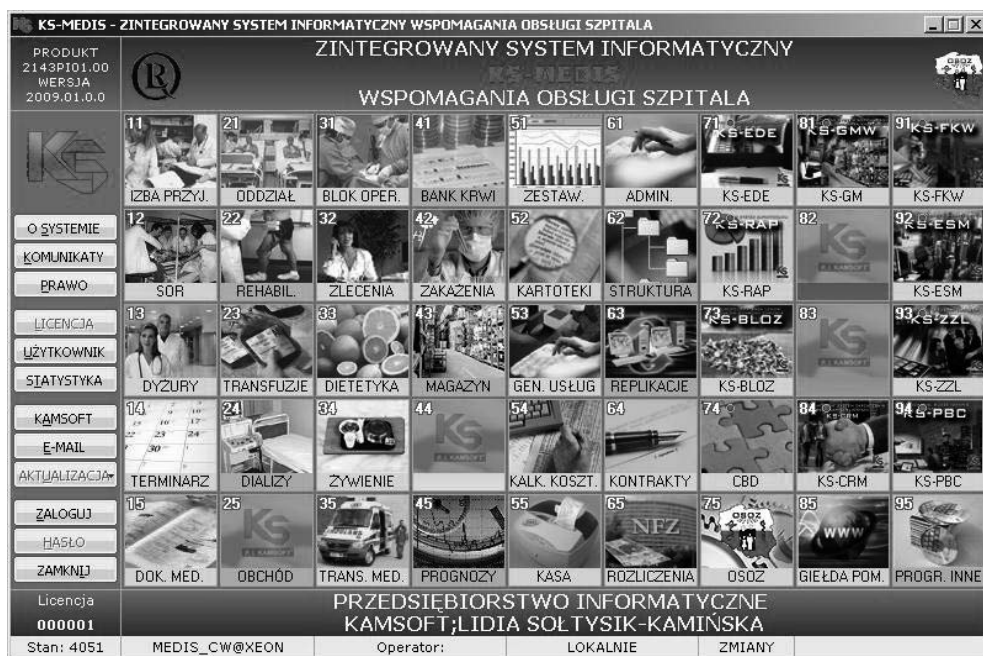 KS-MEDIS - ZINTEGROWANY SYSTEM INFORMATYCZNY WSPOMAGANIA OBSŁUGI SZPITALA
PRODUKT
2143PI01.00
WERSJA
2009.01.0.0
R
ZINTEGROWANY SYSTEM INFORMATYCZNY
KS-MEDIS
WSPOMAGANIA OBSŁUGI SZPITALA
OSOZ
KS
11 21 31 41 51 61 71 KS-EDE 81 KS-GMW 91 KS-FKW
IZBA PRZYJ. ODDZIAŁ BLOK OPER. BANK KRWI ZESTAW. ADMIN. KS-EDE KS-GM KS-FKW
O SYSTEMIE
KOMUNIKATY
PRAWO
12 22 32 42 52 62 72 KS-RAP 82 KS 92 KS-ESM
SOR REHABIL. ZLECENIA ZAKAŻENIA KARTOTEKI STRUKTURA KS-RAP KS-ESM
LICENCJA
UŻYTKOWNIK
STATYSTYKA
13 23 33 43 53 63 73 KS-BLOZ 83 KS 93 KS-ZZL
DYŻURY TRANSFUZJE DIETETYKA MAGAZYN GEN. USŁUG REPLIKACJE KS-BLOZ KS-ZZL
KAMSOFT
E-MAIL
AKTUALIZACJA
14 24 34 44 KS 54 64 74 84 KS-CRM 94 KS-PBC
TERMINARZ DIALIZY ŻYWIENIE KALK. KOSZT. KONTRAKTY CBD KS-CRM KS-PBC
ZALOGUJ
HASŁO
ZAMKNIJ
15 25 KS 35 45 55 65 NFZ 75 OSOZ 85 WWW 95
DOK. MED. OBCHÓD TRANS. MED. PROGNOZY KASA ROZLICZENIA OSOZ GIEŁDA POM. PROGR. INNE
Licencja
000001
PRZEDSIĘBIORSTWO INFORMATYCZNE
KAMSOFT;LIDIA SOŁTYSIK-KAMIŃSKA
Stan: 4051 MEDIS_CW@XEON Operator: LOKALNIE ZMIANY